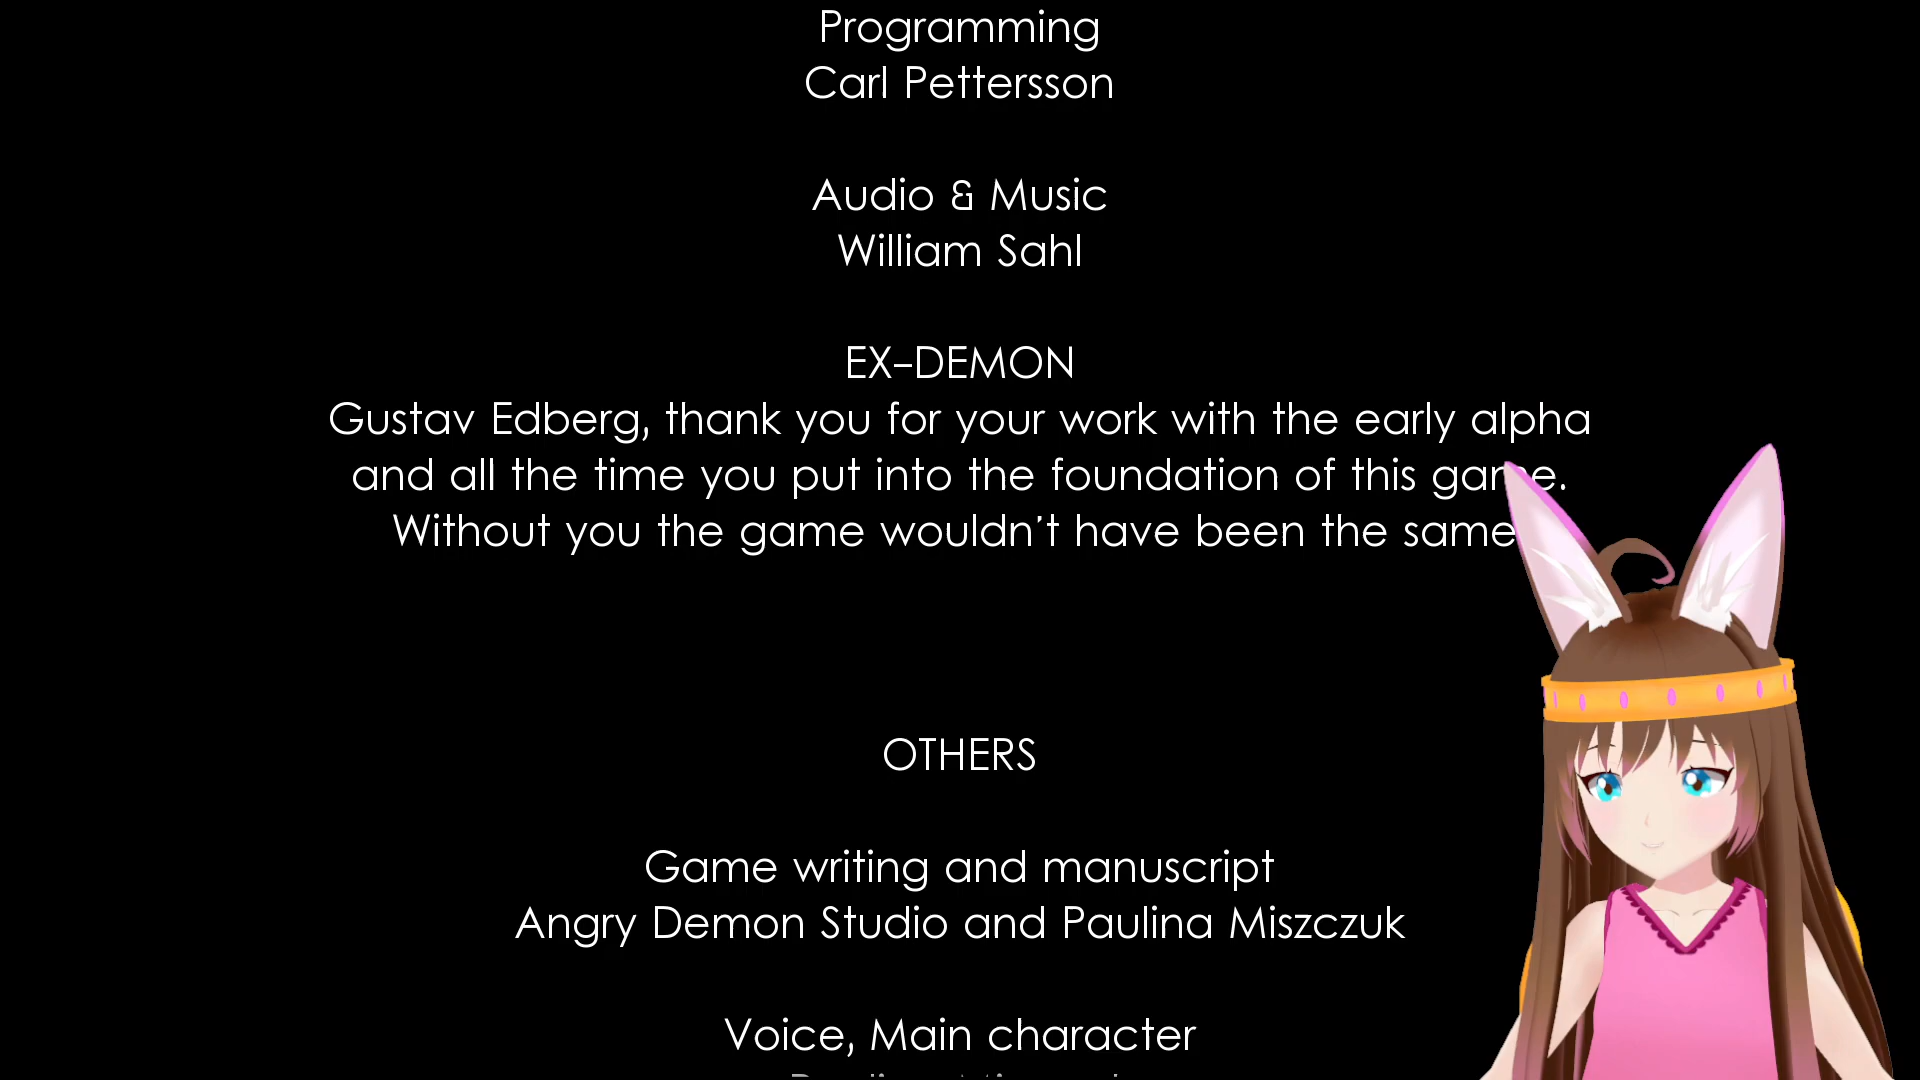 Programming
Carl Pettersson
Audio & Music
William Sahl
EX-DEMON
Gustav Edberg, thank you for your work with the early alpha
and all the time you put into the foundation of this game.
Without you the game wouldn't have been the same
OTHERS
Game writing and manuscript
Angry Demon Studio and Paulina Miszczuk
Voice, Main character